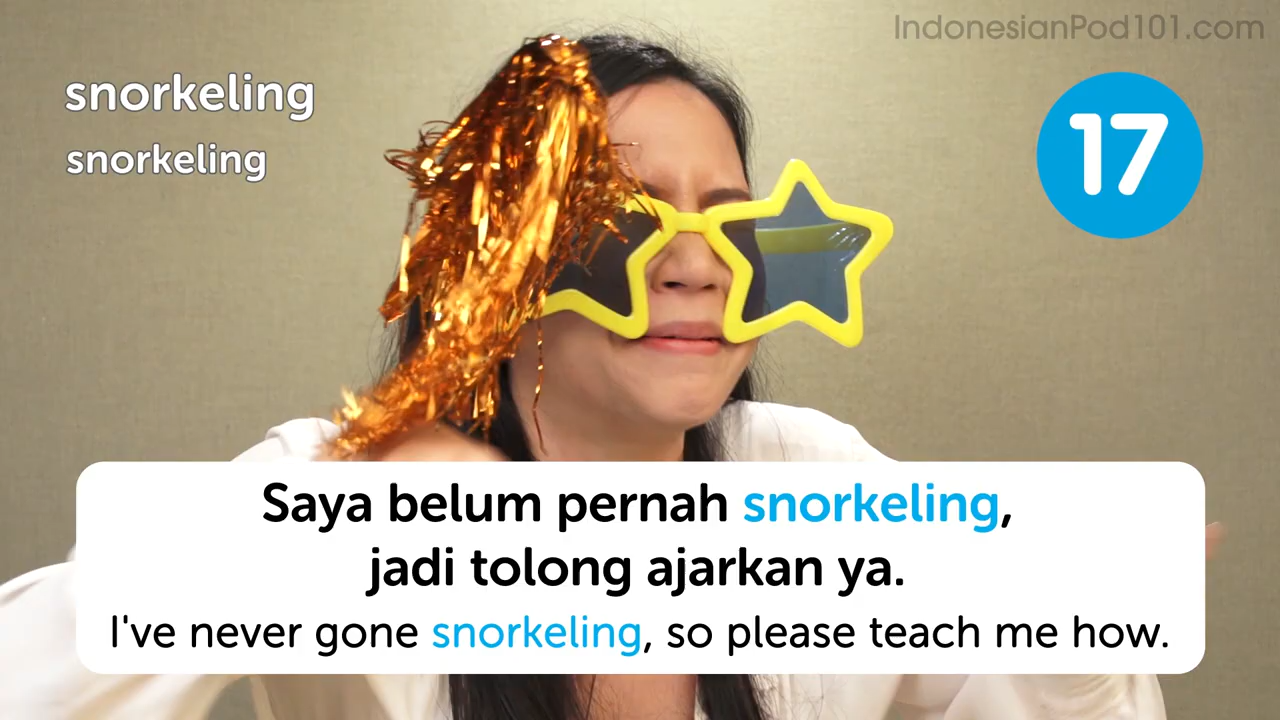 IndonesianPod101.com
snorkeling
snorkeling
17
Saya belum pernah snorkeling,
jadi tolong ajarkan ya.
I've never gone snorkeling, so please teach me how.